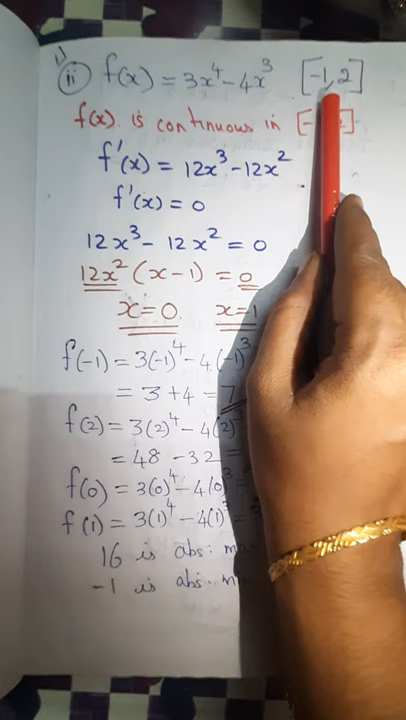 1)
ii) f(x) = 3x⁴ - 4x³ [-1, 2]
f(x) is continuous in [-
f'(x) = 12x³ - 12x²
f'(x) = 0
12x³ - 12x² = 0
12x² (x - 1) = 0
x = 0 x = 1
f(-1) = 3(-1)⁴ - 4(-1)³
= 3 + 4 = 7
f(2) = 3(2)⁴ - 4(2)³
= 48 - 32 =
f(0) = 3(0)⁴ - 4(0)³ =
f(1) = 3(1)⁴ - 4(1)³ =
16 is abs.
-1 is abs.